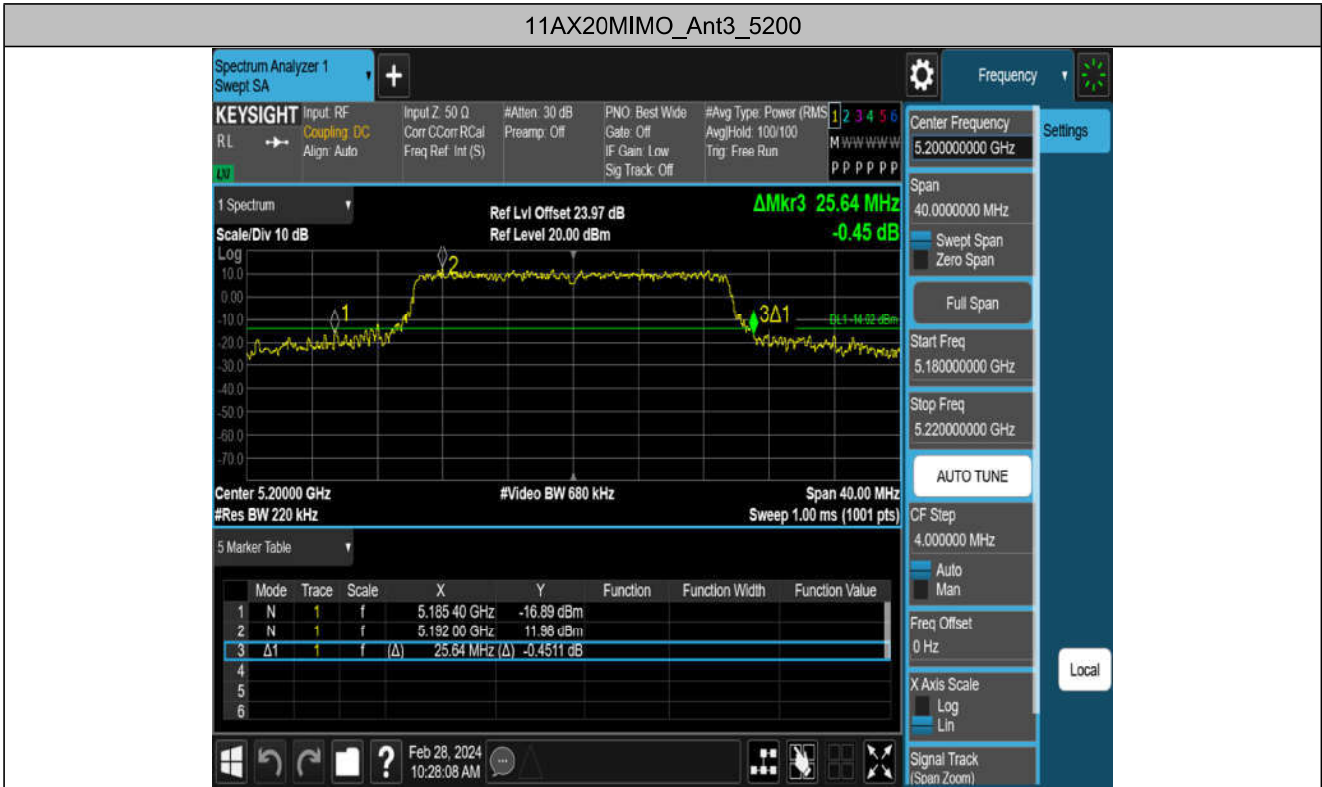 11AX20MIMO_Ant3_5200
Spectrum Analyzer 1
Swept SA
Frequency
KEYSIGHT
RL
Input: RF
Coupling: DC
Align: Auto
Input Z: 50 Ω
Corr CCorr RCal
Freq Ref: Int (S)
#Atten: 30 dB
Preamp: Off
PNO: Best Wide
Gate: Off
IF Gain: Low
Sig Track: Off
#Avg Type: Power (RMS
Avg|Hold: 100/100
Trig: Free Run
1 2 3 4 5 6
M W W W W W
P P P P P P
Settings
Center Frequency
5.200000000 GHz
Span
40.0000000 MHz
Swept Span
Zero Span
Full Span
Start Freq
5.180000000 GHz
Stop Freq
5.220000000 GHz
AUTO TUNE
CF Step
4.000000 MHz
Auto
Man
Freq Offset
0 Hz
X Axis Scale
Log
Lin
Signal Track
(Span Zoom)
Local
1 Spectrum
Scale/Div 10 dB
Ref Lvl Offset 23.97 dB
Ref Level 20.00 dBm
ΔMkr3 25.64 MHz
-0.45 dB
Log
10.0
0.00
-10.0
-20.0
-30.0
-40.0
-50.0
-60.0
-70.0
1
2
3Δ1
DL1 -14.02 dBm
Center 5.20000 GHz
#Video BW 680 kHz
Span 40.00 MHz
#Res BW 220 kHz
Sweep 1.00 ms (1001 pts)
5 Marker Table
Mode Trace Scale X Y Function Function Width Function Value
1 N 1 f 5.185 40 GHz -16.89 dBm
2 N 1 f 5.192 00 GHz 11.98 dBm
3 Δ1 1 f (Δ) 25.64 MHz (Δ) -0.4511 dB
4
5
6
?
Feb 28, 2024
10:28:08 AM